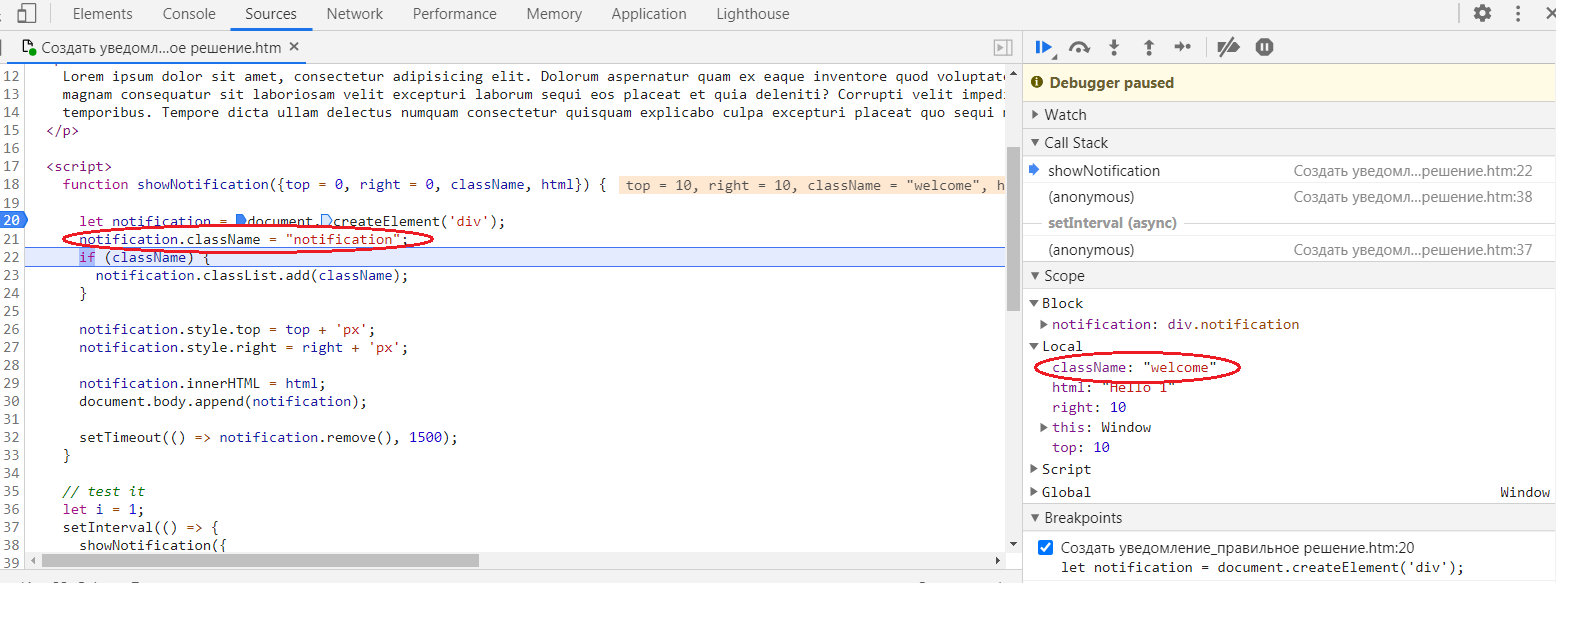 Elements Console Sources Network Performance Memory Application Lighthouse
Создать уведомл...ое решение.htm
12 Lorem ipsum dolor sit amet, consectetur adipisicing elit. Dolorum aspernatur quam ex eaque inventore quod voluptat
13 magnam consequatur sit laboriosam velit excepturi laborum sequi eos placeat et quia deleniti? Corrupti velit impedi
14 temporibus. Tempore dicta ullam delectus numquam consectetur quisquam explicabo culpa excepturi placeat quo sequi
15 </p>
16
17 <script>
18 function showNotification({top = 0, right = 0, className, html}) { top = 10, right = 10, className = "welcome", h
19
20 let notification = document.createElement('div');
21 notification.className = "notification";
22 if (className) {
23 notification.classList.add(className);
24 }
25
26 notification.style.top = top + 'px';
27 notification.style.right = right + 'px';
28
29 notification.innerHTML = html;
30 document.body.append(notification);
31
32 setTimeout(() => notification.remove(), 1500);
33 }
34
35 // test it
36 let i = 1;
37 setInterval(() => {
38 showNotification({
39
Debugger paused
Watch
Call Stack
showNotification Создать уведомл...решение.htm:22
(anonymous) Создать уведомл...решение.htm:38
setInterval (async)
(anonymous) Создать уведомл...решение.htm:37
Scope
Block
notification: div.notification
Local
className: "welcome"
html: "Hello 1"
right: 10
this: Window
top: 10
Script
Global Window
Breakpoints
Создать уведомление_правильное решение.htm:20
let notification = document.createElement('div');